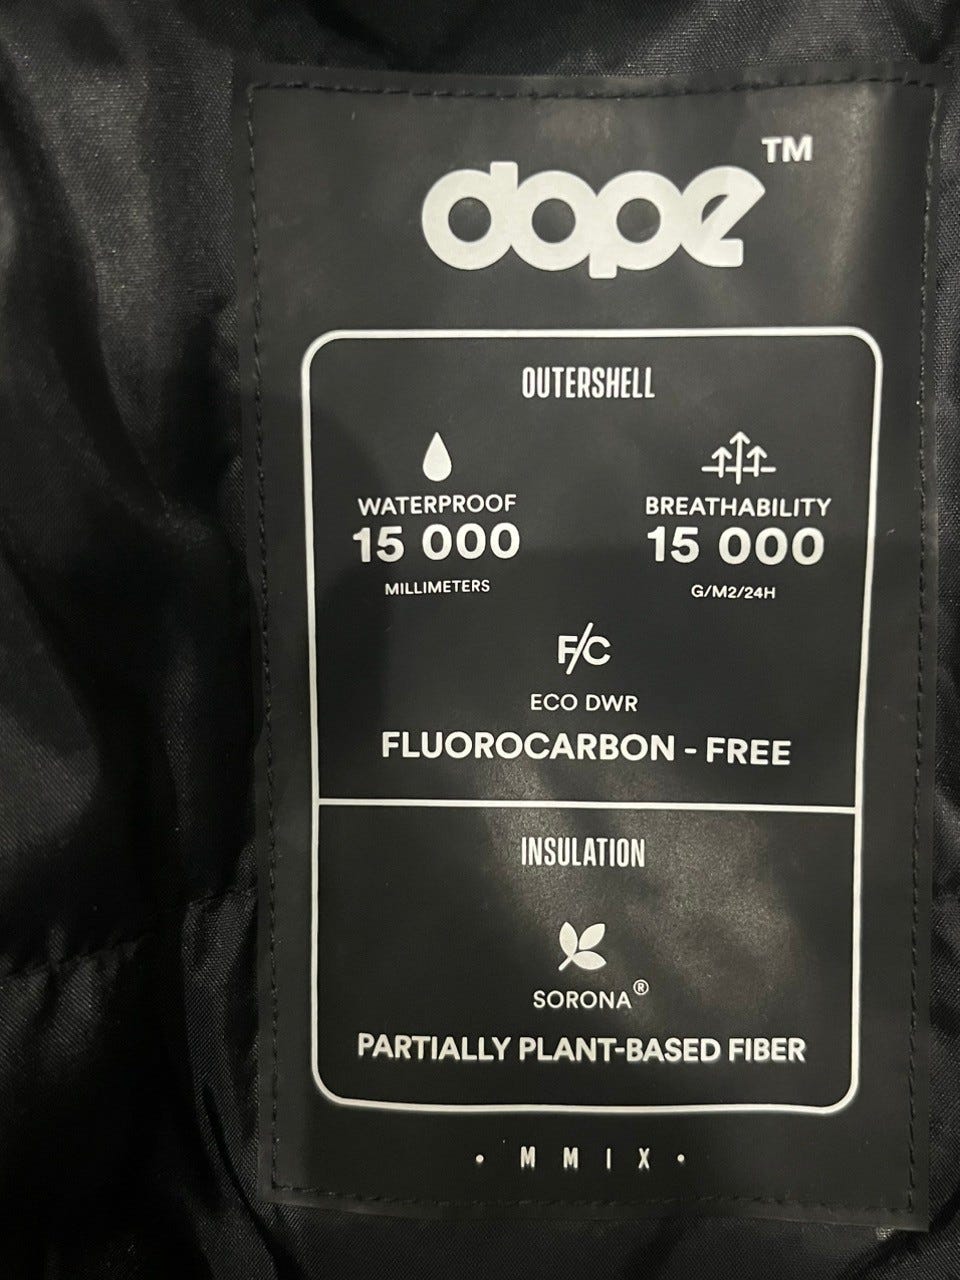 dope™
OUTERSHELL
WATERPROOF
15 000
MILLIMETERS
BREATHABILITY
15 000
G/M2/24H
F/C
ECO DWR
FLUOROCARBON - FREE
INSULATION
SORONA®
PARTIALLY PLANT-BASED FIBER
• M M I X •